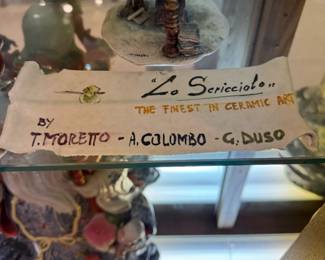 "Lo Scricciolo„
THE FINEST IN CERAMIC ART
BY
T. MORETTO - A. COLOMBO - G. DUSO